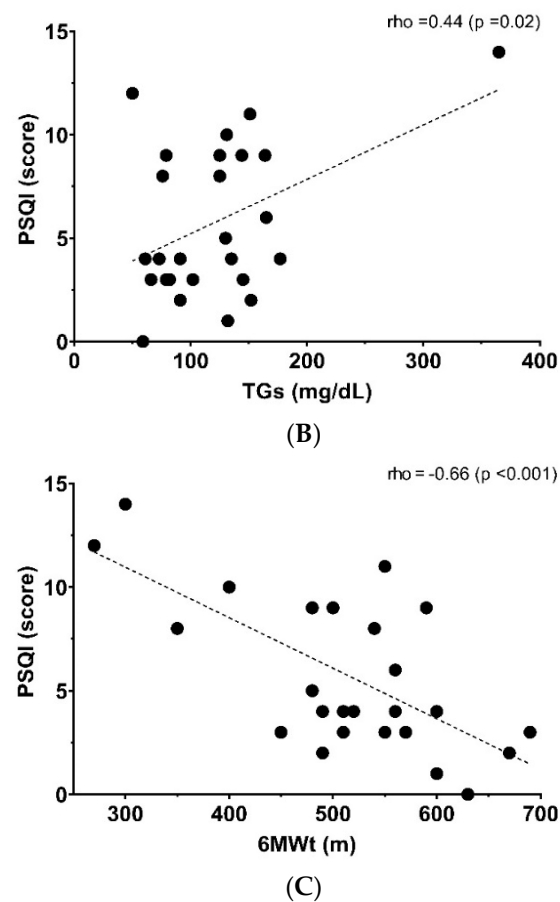 rho =0.44 (p =0.02)
15
10
5
0
PSQI (score)
0 100 200 300 400
TGs (mg/dL)
(B)
rho = -0.66 (p <0.001)
15
10
5
0
PSQI (score)
300 400 500 600 700
6MWt (m)
(C)